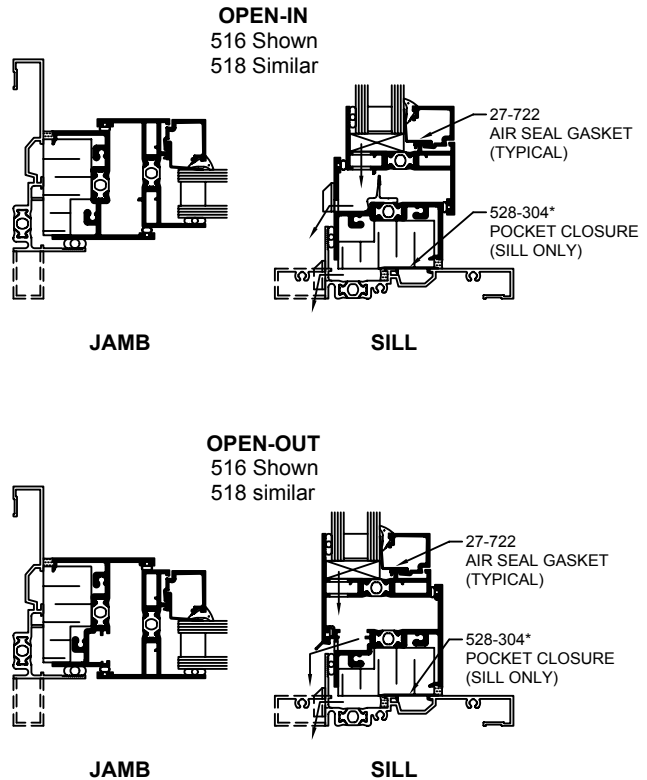 OPEN-IN
516 Shown
518 Similar
27-722
AIR SEAL GASKET
(TYPICAL)
528-304*
POCKET CLOSURE
(SILL ONLY)
JAMB
SILL
OPEN-OUT
516 Shown
518 similar
27-722
AIR SEAL GASKET
(TYPICAL)
528-304*
POCKET CLOSURE
(SILL ONLY)
JAMB
SILL